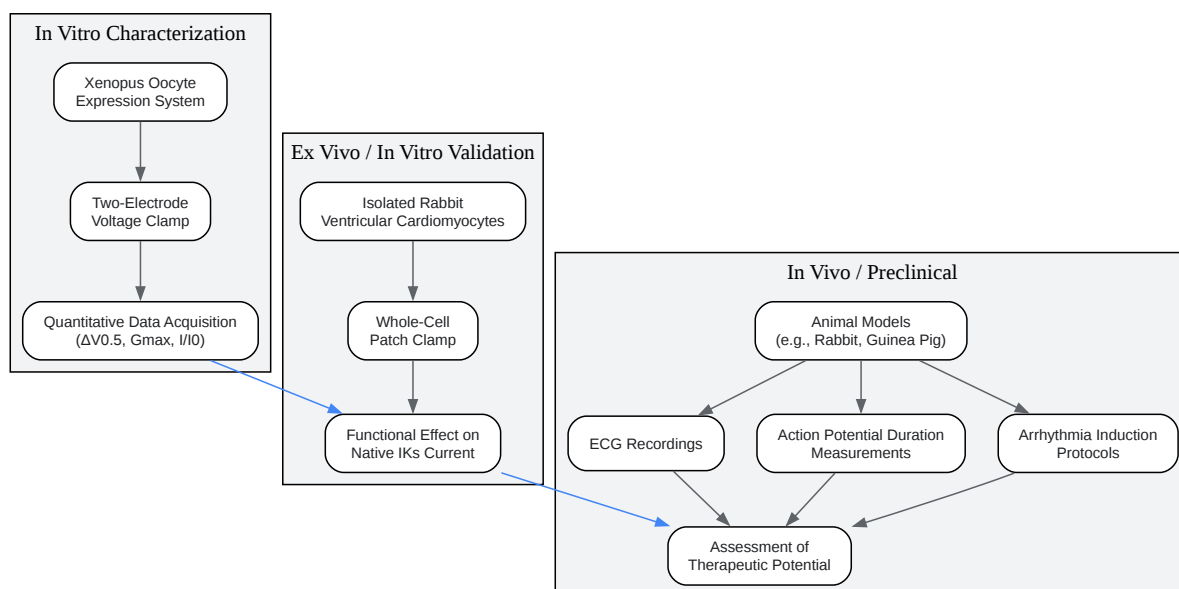 In Vitro Characterization
Xenopus Oocyte
Expression System
Two-Electrode
Voltage Clamp
Quantitative Data Acquisition
(ΔV0.5, Gmax, I/I0)
Ex Vivo / In Vitro Validation
Isolated Rabbit
Ventricular Cardiomyocytes
Whole-Cell
Patch Clamp
Functional Effect on
Native IKs Current
In Vivo / Preclinical
Animal Models
(e.g., Rabbit, Guinea Pig)
ECG Recordings
Action Potential Duration
Measurements
Arrhythmia Induction
Protocols
Assessment of
Therapeutic Potential